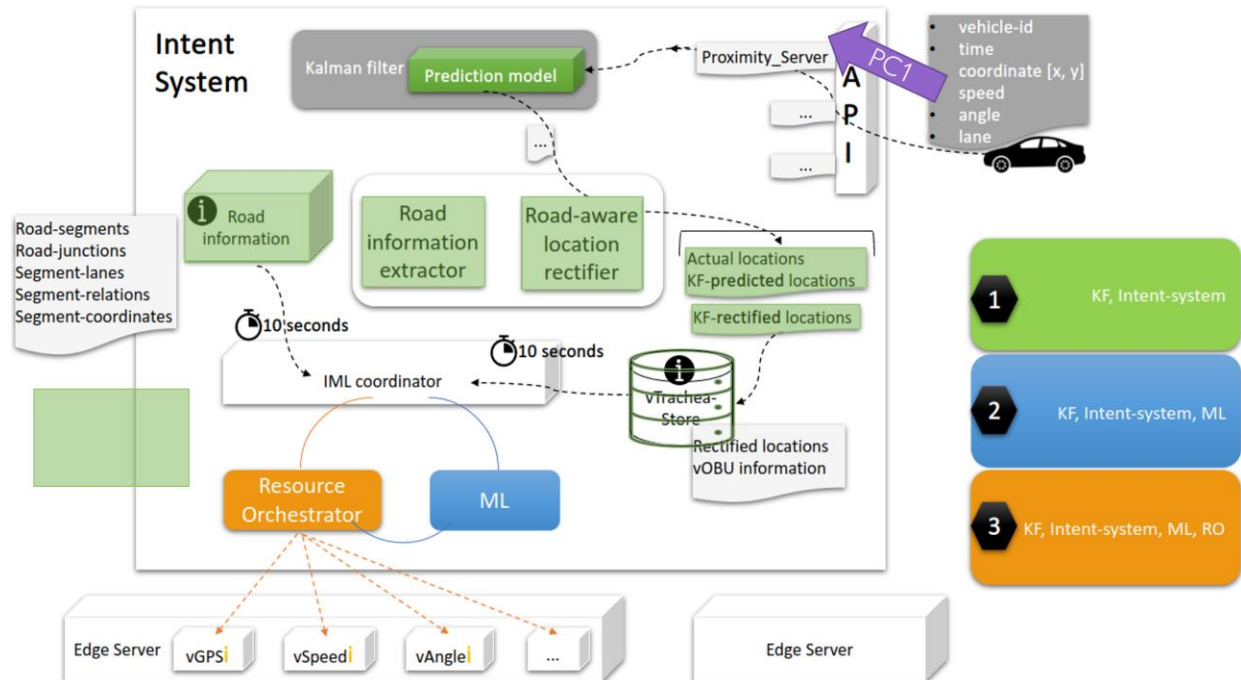 Intent
System
Kalman filter
Prediction model
Proximity_Server
...
...
A
P
I
PC1
• vehicle-id
• time
• coordinate [x, y]
speed
• angle
• lane
...
i
Road
information
Road
information
extractor
Road-aware
location
rectifier
Road-segments
Road-junctions
Segment-lanes
Segment-relations
Segment-coordinates
Actual locations
KF-predicted locations
KF-rectified locations
10 seconds
10 seconds
IML coordinator
i
vTrachea-
Store
Rectified locations
vOBU information
Resource
Orchestrator
ML
1
KF, Intent-system
2
KF, Intent-system, ML
3
KF, Intent-system, ML, RO
Edge Server
vGPSi
vSpeedi
vAnglei
...
Edge Server